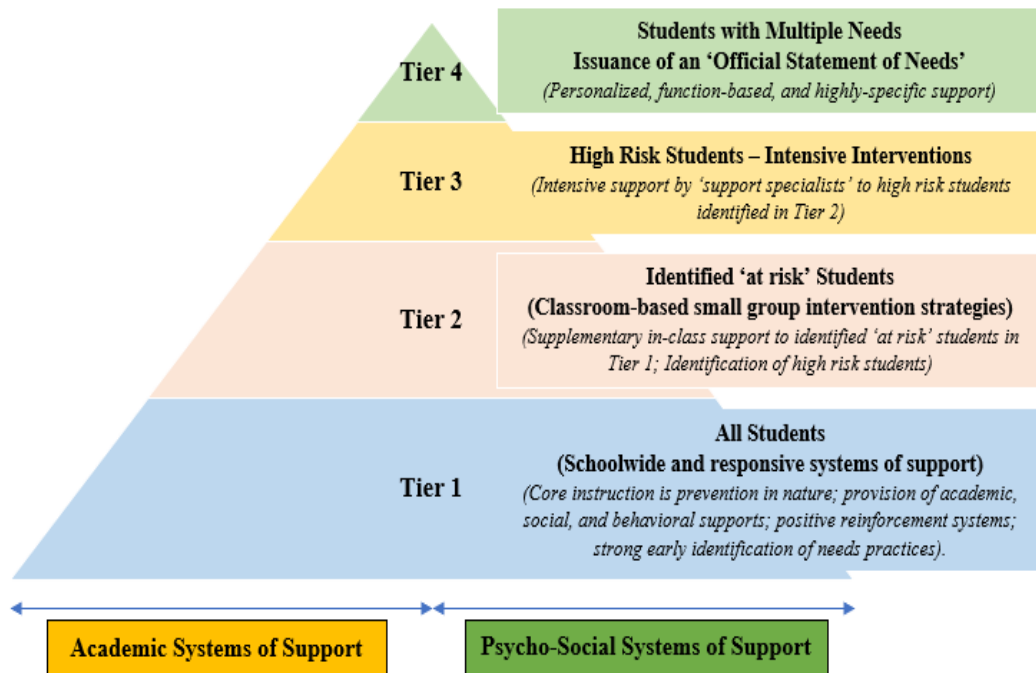 Tier 4
Students with Multiple Needs
Issuance of an ‘Official Statement of Needs’
(Personalized, function-based, and highly-specific support)
Tier 3
High Risk Students – Intensive Interventions
(Intensive support by ‘support specialists’ to high risk students
identified in Tier 2)
Tier 2
Identified ‘at risk’ Students
(Classroom-based small group intervention strategies)
(Supplementary in-class support to identified ‘at risk’ students in
Tier 1; Identification of high risk students)
Tier 1
All Students
(Schoolwide and responsive systems of support)
(Core instruction is prevention in nature; provision of academic,
social, and behavioral supports; positive reinforcement systems;
strong early identification of needs practices).
Academic Systems of Support
Psycho-Social Systems of Support